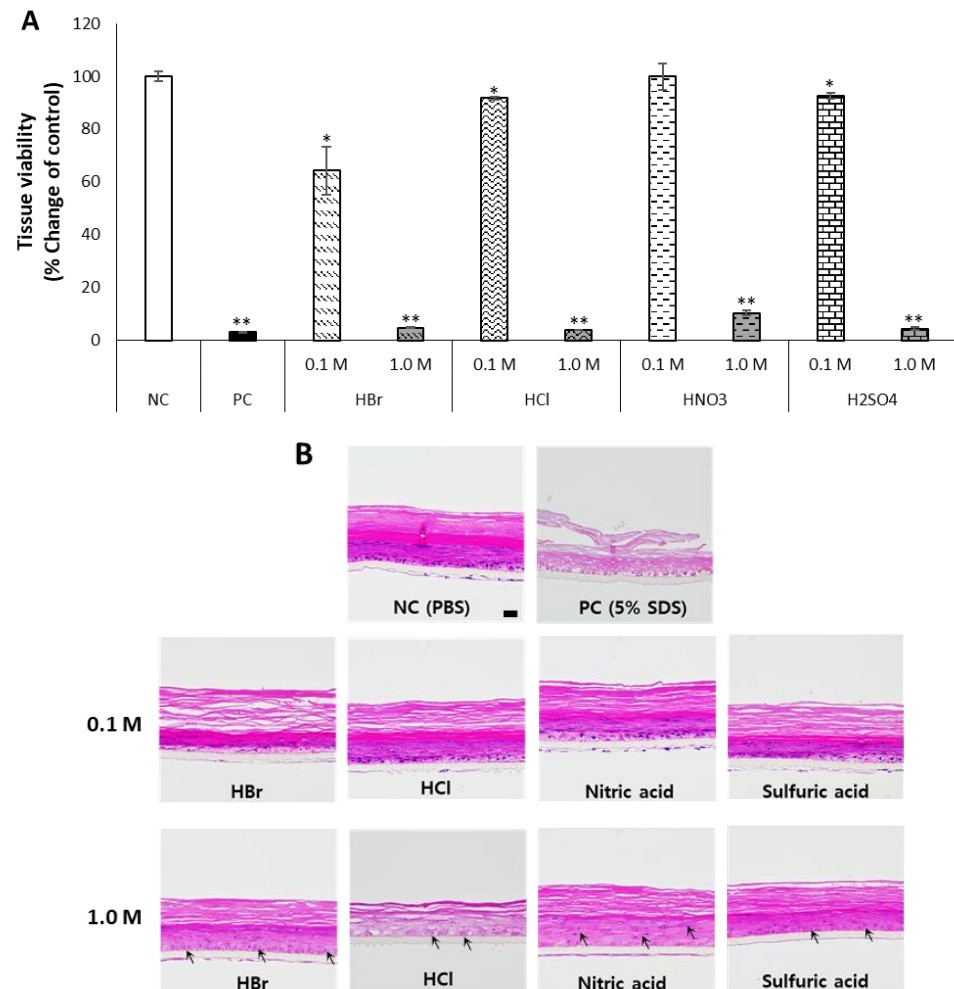 A
Tissue viability
(% Change of control)
120
100
80
60
40
20
0
*
*
*
**
**
**
**
**
0.1 M 1.0 M 0.1 M 1.0 M 0.1 M 1.0 M 0.1 M 1.0 M
NC PC HBr HCl HNO3 H2SO4
B
NC (PBS) PC (5% SDS)
0.1 M
HBr HCl Nitric acid Sulfuric acid
1.0 M
HBr HCl Nitric acid Sulfuric acid